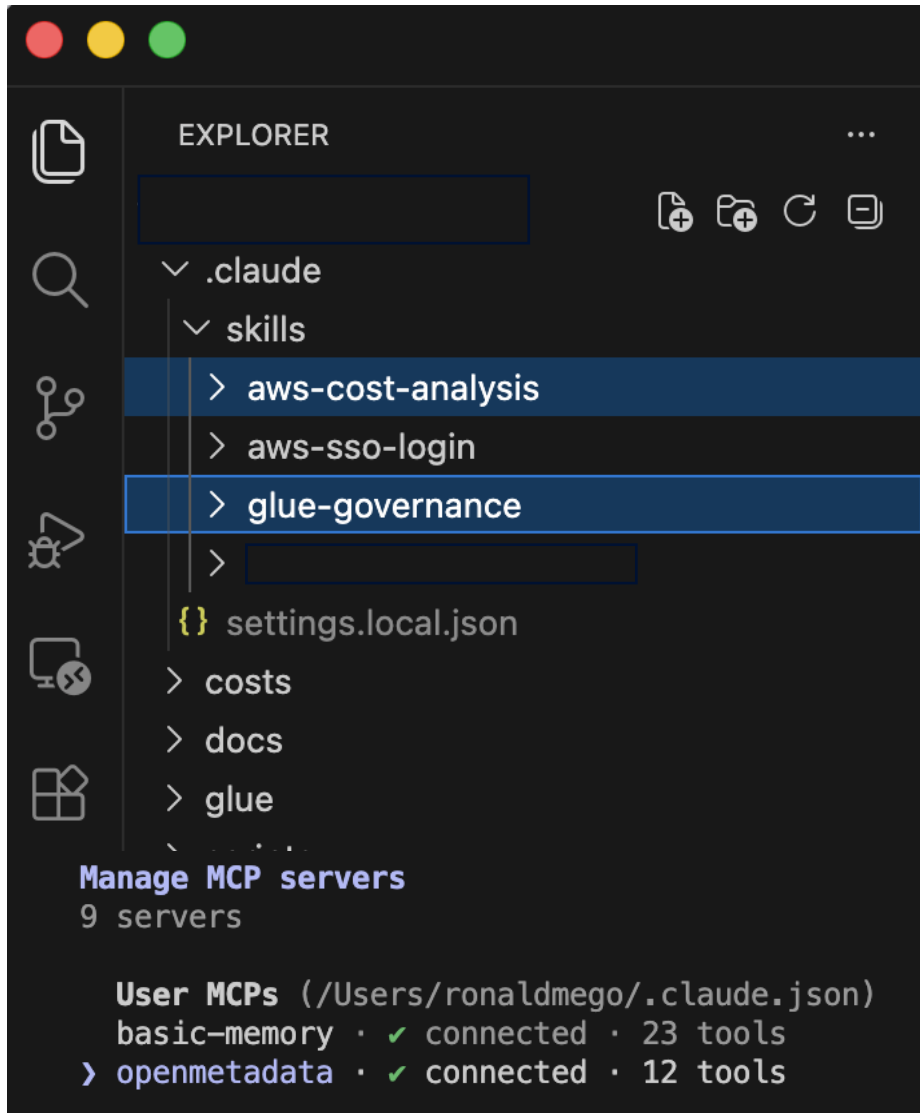 EXPLORER
.claude
skills
aws-cost-analysis
aws-sso-login
glue-governance
{} settings.local.json
costs
docs
glue
Manage MCP servers
9 servers
User MCPs (/Users/ronaldmego/.claude.json)
basic-memory · ✔ connected · 23 tools
❯ openmetadata · ✔ connected · 12 tools